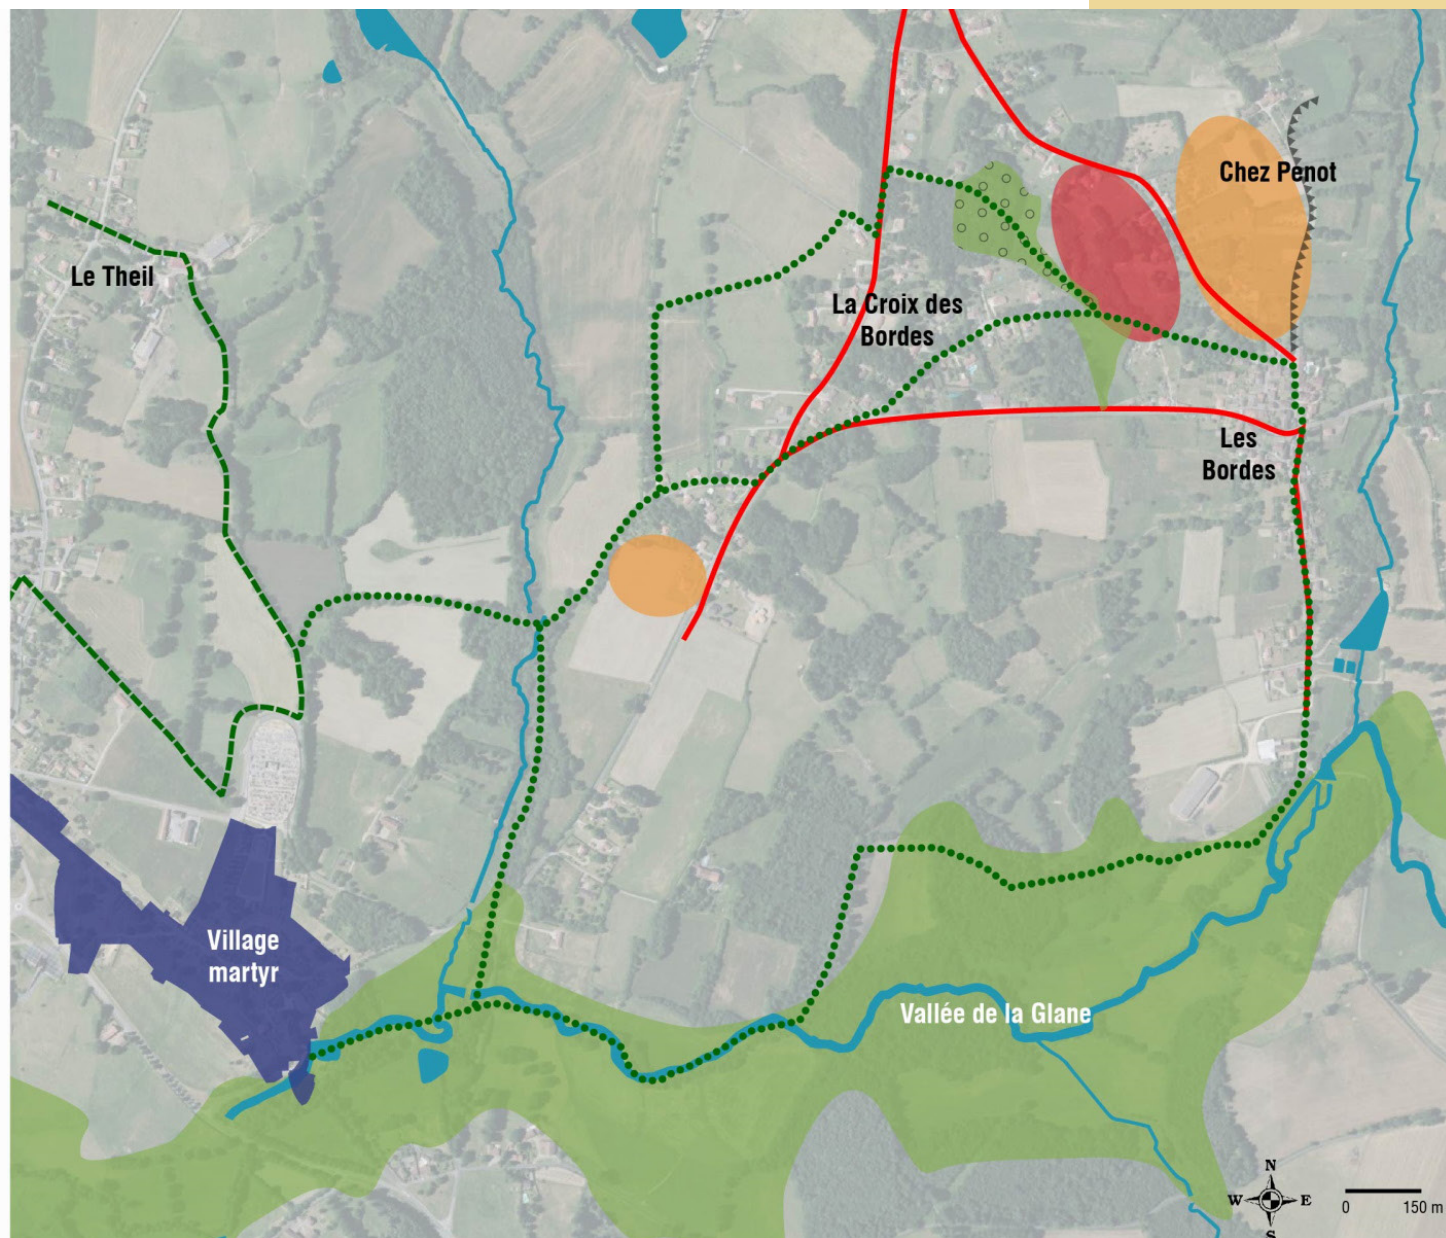 Chez Penot
Le Theil
La Croix des
Bordes
Les
Bordes
Village
martyr
Vallée de la Glane
N
W E
S
0 150 m